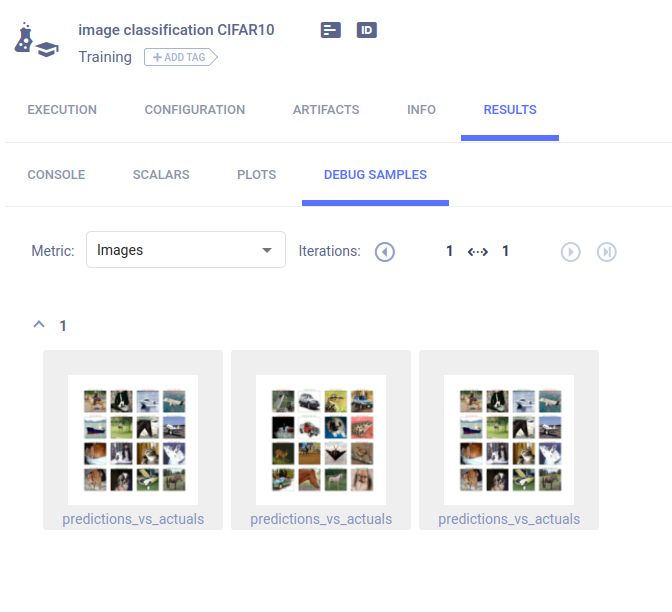 image classification CIFAR10
ID
Training
+ ADD TAG
EXECUTION CONFIGURATION ARTIFACTS INFO RESULTS
CONSOLE SCALARS PLOTS DEBUG SAMPLES
Metric: Images Iterations: 1 1
1
predictions_vs_actuals predictions_vs_actuals predictions_vs_actuals